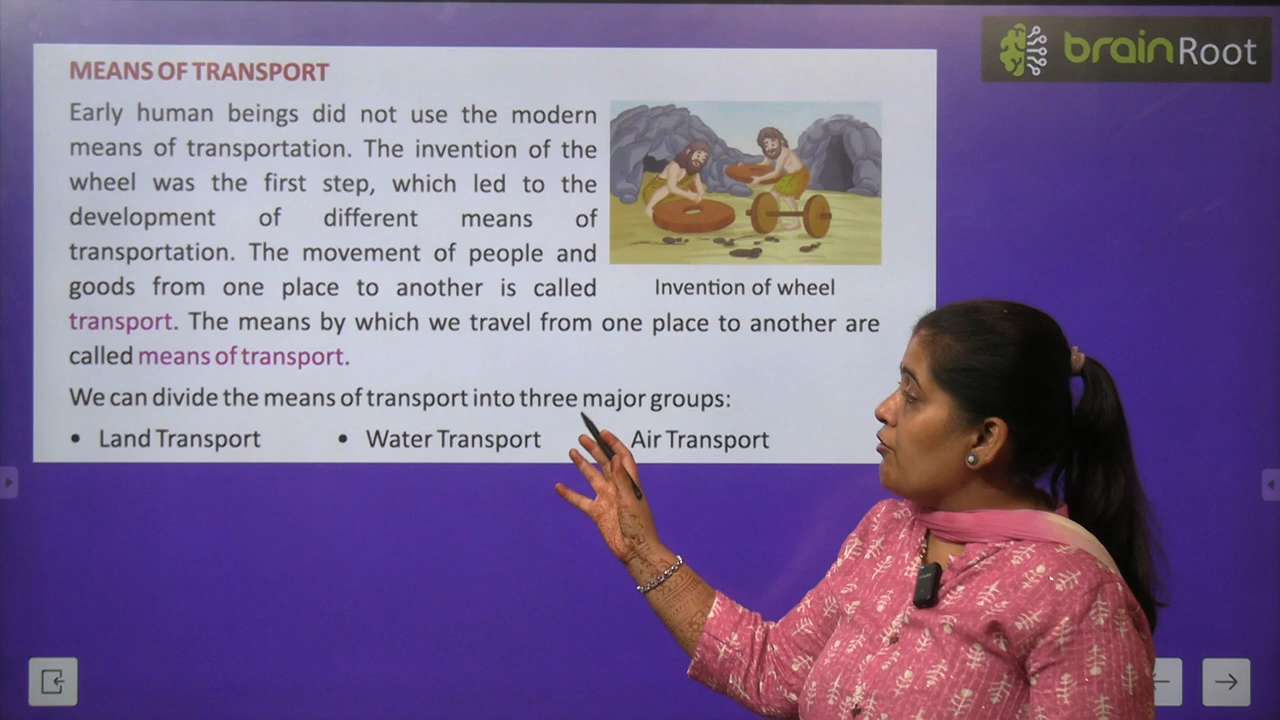 brainRoot
MEANS OF TRANSPORT
Early human beings did not use the modern
means of transportation. The invention of the
wheel was the first step, which led to the
development of different means of
transportation. The movement of people and
goods from one place to another is called
Invention of wheel
transport. The means by which we travel from one place to another are
called means of transport.
We can divide the means of transport into three major groups:
• Land Transport • Water Transport Air Transport